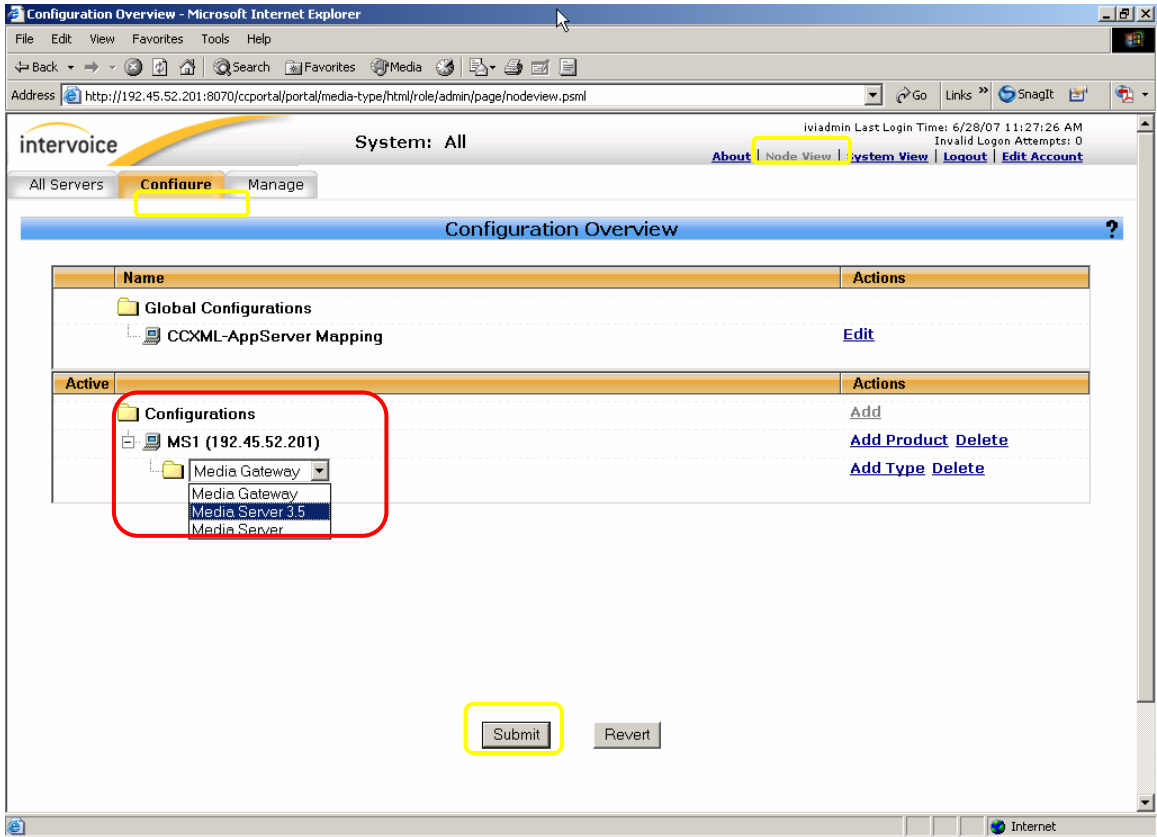 Configuration Overview - Microsoft Internet Explorer
File Edit View Favorites Tools Help
Back Search Favorites Media
Address http://192.45.52.201:8070/ccportal/portal/media-type/html/role/admin/page/nodeview.psml Go Links » SnagIt
intervoice
System: All
iviadmin Last Login Time: 6/28/07 11:27:26 AM
Invalid Logon Attempts: 0
About | Node View | System View | Logout | Edit Account
All Servers Configure Manage
Configuration Overview ?
Name Actions
Global Configurations
CCXML-AppServer Mapping Edit
Active Actions
Configurations Add
MS1 (192.45.52.201) Add Product Delete
Media Gateway Add Type Delete
Media Gateway
Media Server 3.5
Media Server
Submit Revert
Internet